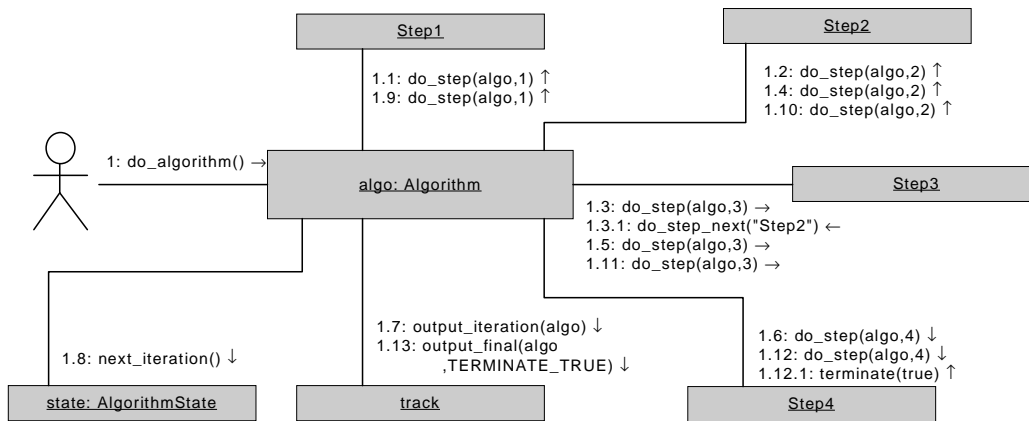 Step1
Step2
1.1: do_step(algo,1) ↑
1.9: do_step(algo,1) ↑
1.2: do_step(algo,2) ↑
1.4: do_step(algo,2) ↑
1.10: do_step(algo,2) ↑
1: do_algorithm() →
algo: Algorithm
Step3
1.3: do_step(algo,3) →
1.3.1: do_step_next("Step2") ←
1.5: do_step(algo,3) →
1.11: do_step(algo,3) →
1.8: next_iteration() ↓
1.7: output_iteration(algo) ↓
1.13: output_final(algo
,TERMINATE_TRUE) ↓
1.6: do_step(algo,4) ↓
1.12: do_step(algo,4) ↓
1.12.1: terminate(true) ↑
state: AlgorithmState
track
Step4